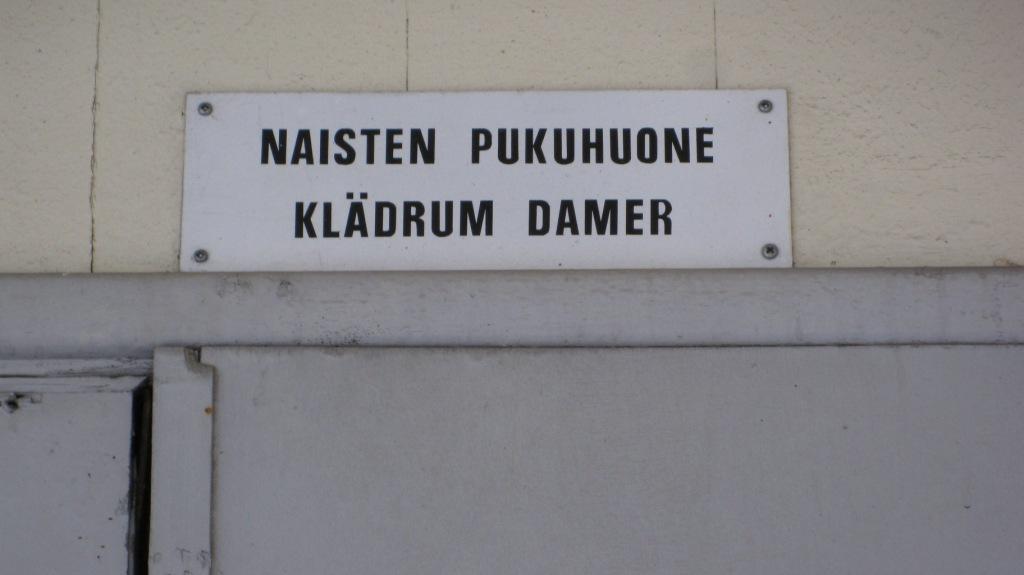 NAISTEN PUKUHUONE
KLÄDRUM DAMER